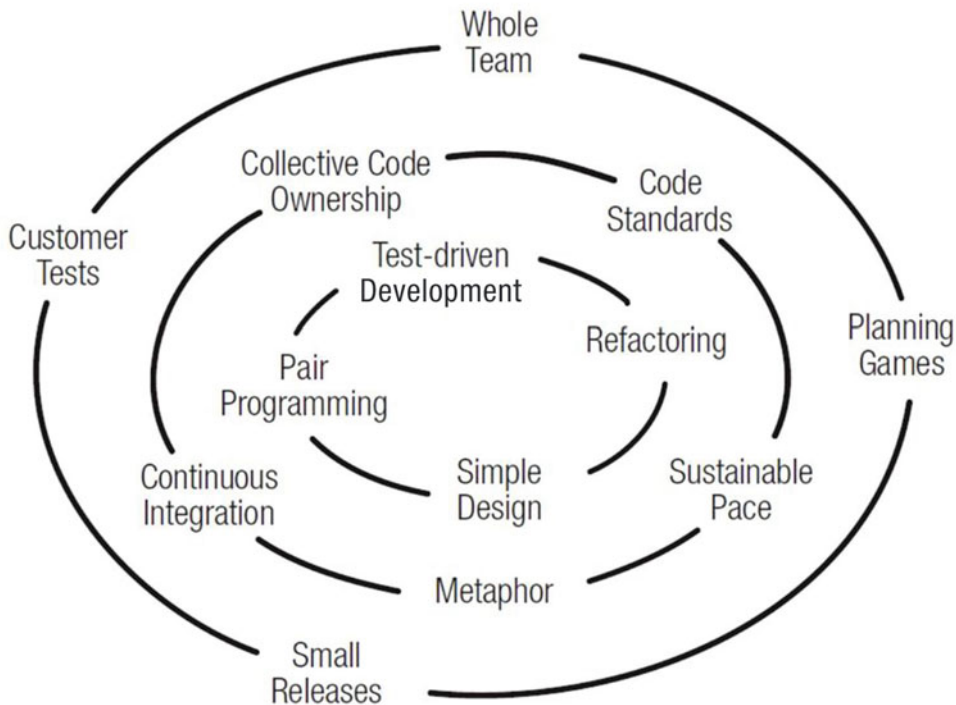 Whole
Team
Collective Code
Ownership
Code
Standards
Customer
Tests
Test-driven
Development
Refactoring
Planning
Games
Pair
Programming
Continuous
Integration
Simple
Design
Sustainable
Pace
Metaphor
Small
Releases